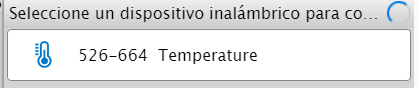 Seleccione un dispositivo inalámbrico para co...
526-664 Temperature